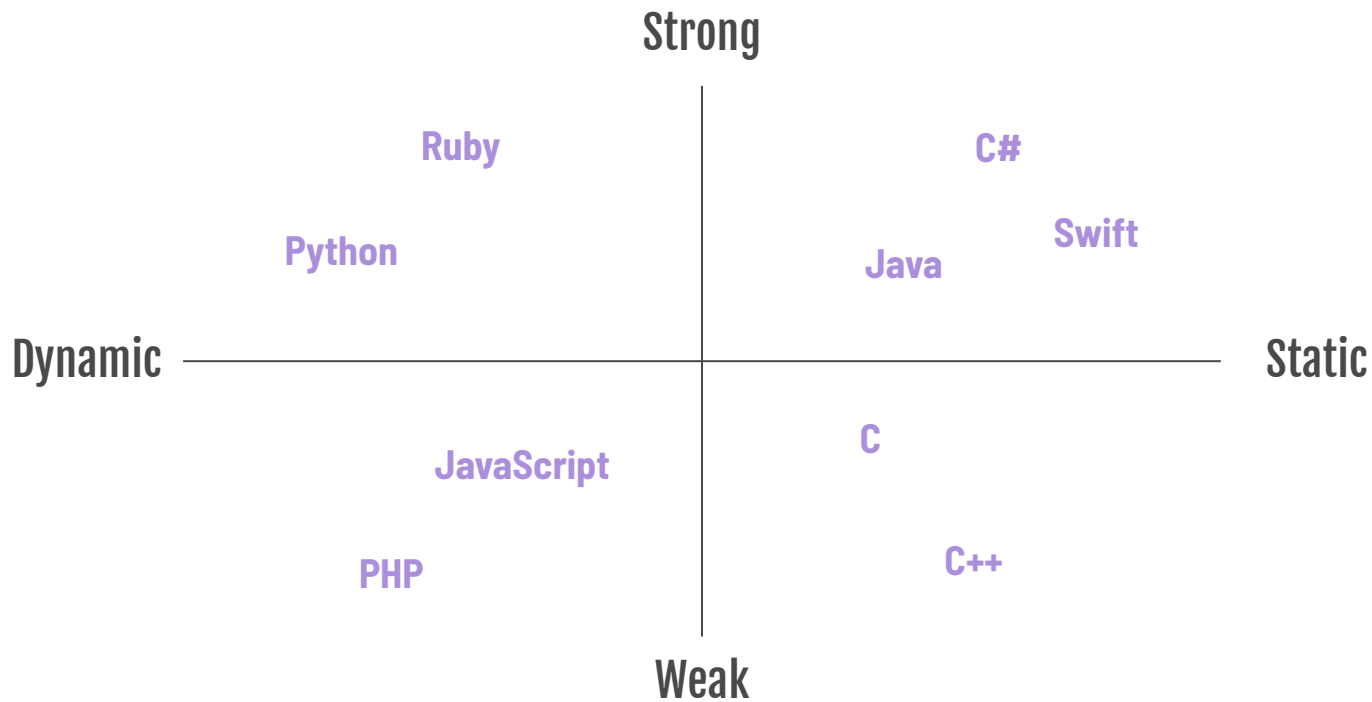 Strong
Ruby
C#
Python
Java
Swift
Dynamic
Static
JavaScript
C
PHP
C++
Weak